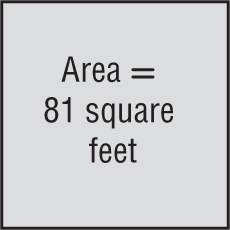 Area =
81 square
feet